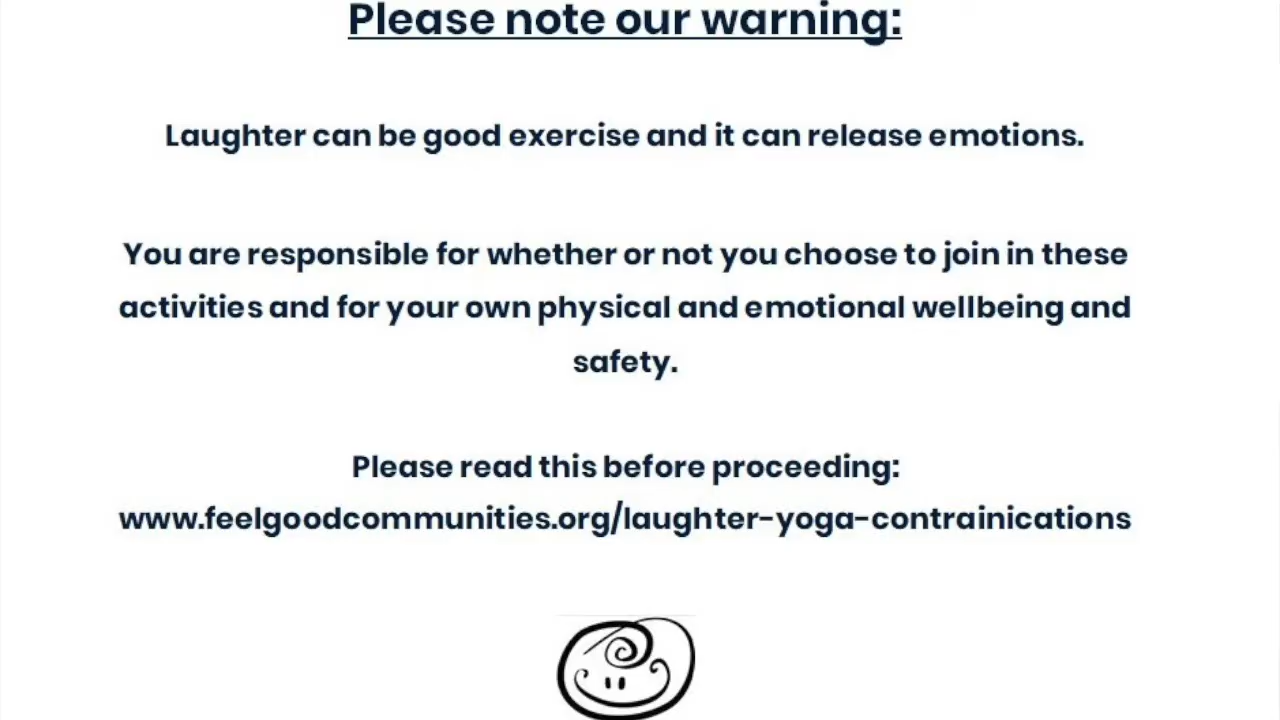 Please note our warning:
Laughter can be good exercise and it can release emotions.
You are responsible for whether or not you choose to join in these
activities and for your own physical and emotional wellbeing and
safety.
Please read this before proceeding:
www.feelgoodcommunities.org/laughter-yoga-contrainications